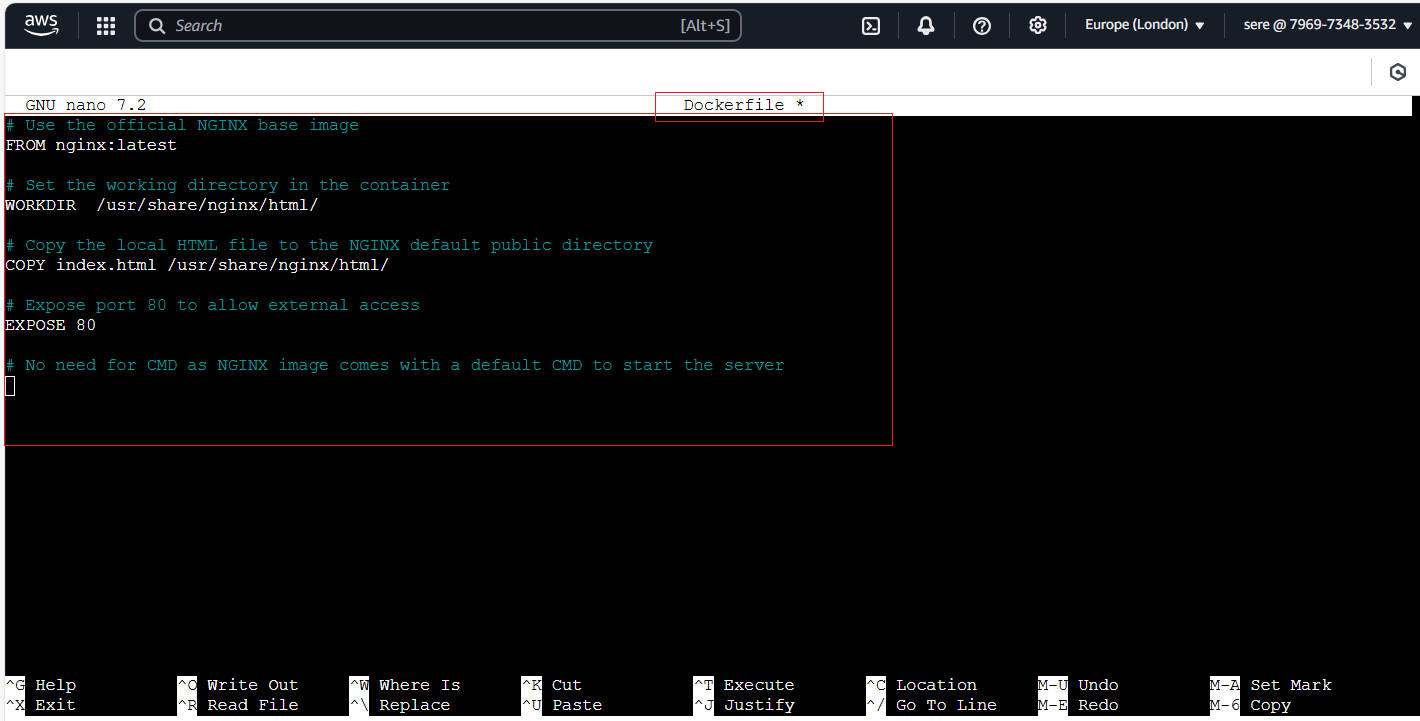 aws
Search [Alt+S] Europe (London) sere @ 7969-7348-3532
GNU nano 7.2 Dockerfile *
# Use the official NGINX base image
FROM nginx:latest
# Set the working directory in the container
WORKDIR  /usr/share/nginx/html/
# Copy the local HTML file to the NGINX default public directory
COPY index.html /usr/share/nginx/html/
# Expose port 80 to allow external access
EXPOSE 80
# No need for CMD as NGINX image comes with a default CMD to start the server
^G Help ^O Write Out ^W Where Is ^K Cut ^T Execute ^C Location M-U Undo M-A Set Mark
^X Exit ^R Read File ^\ Replace ^U Paste ^J Justify ^/ Go To Line M-E Redo M-6 Copy